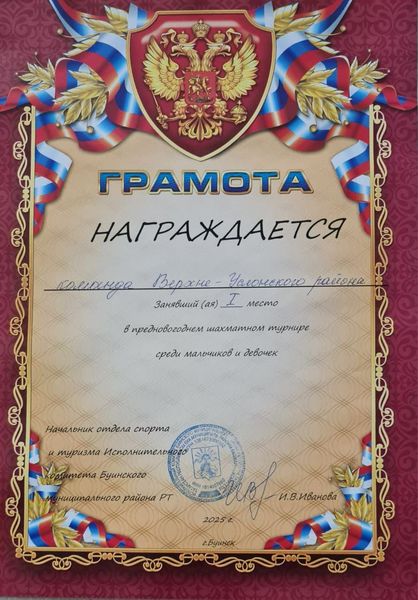 ГРАМОТА
НАГРАЖДАЕТСЯ
команда Верхне-Услонского района
Занявший (ая) I место
в предновогоднем шахматном турнире
среди мальчиков и девочек
Начальник отдела спорта
и туризма Исполнительного
комитета Буинского
муниципального района РТ
И.В.Иванова
2025 г.
г.Буинск